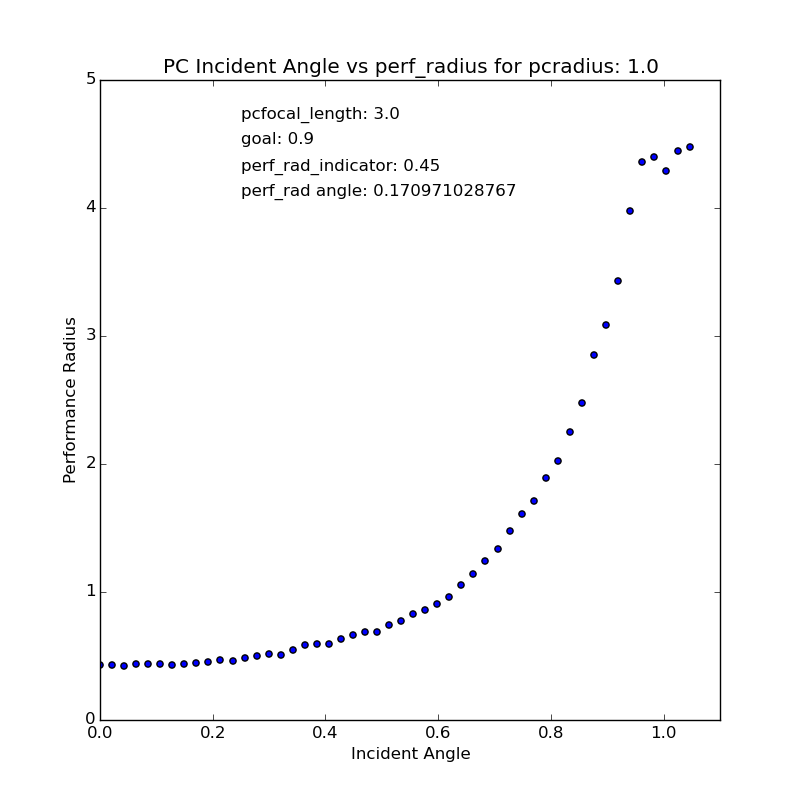 PC Incident Angle vs perf_radius for pcradius: 1.0
5
pcfocal_length: 3.0
goal: 0.9
perf_rad_indicator: 0.45
perf_rad angle: 0.170971028767
4
3
Performance Radius
2
1
0
0.0 0.2 0.4 0.6 0.8 1.0
Incident Angle